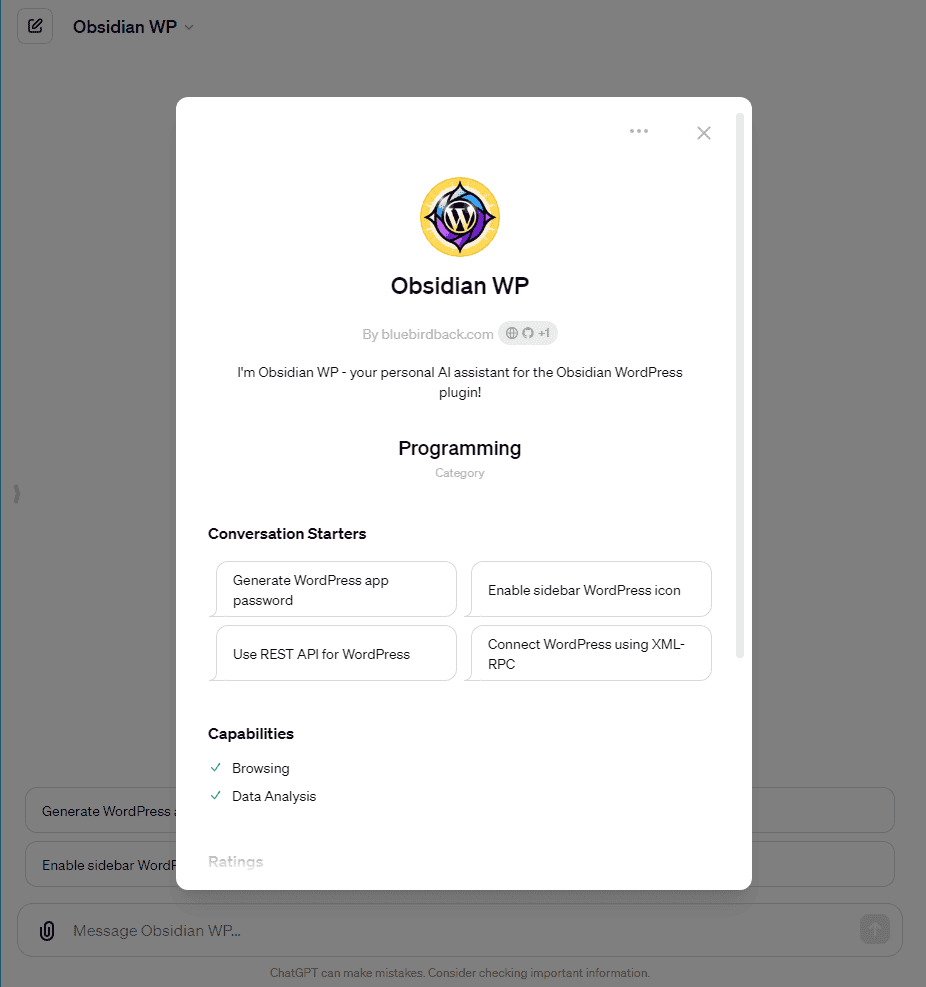 Obsidian WP
Obsidian WP
By bluebirdback.com +1
I'm Obsidian WP - your personal AI assistant for the Obsidian WordPress
plugin!
Programming
Category
Conversation Starters
Generate WordPress app
password
Enable sidebar WordPress icon
Use REST API for WordPress
Connect WordPress using XML-
RPC
Capabilities
Browsing
Data Analysis
Ratings
Generate WordPress
Enable sidebar
Message Obsidian WP...
ChatGPT can make mistakes. Consider checking important information.